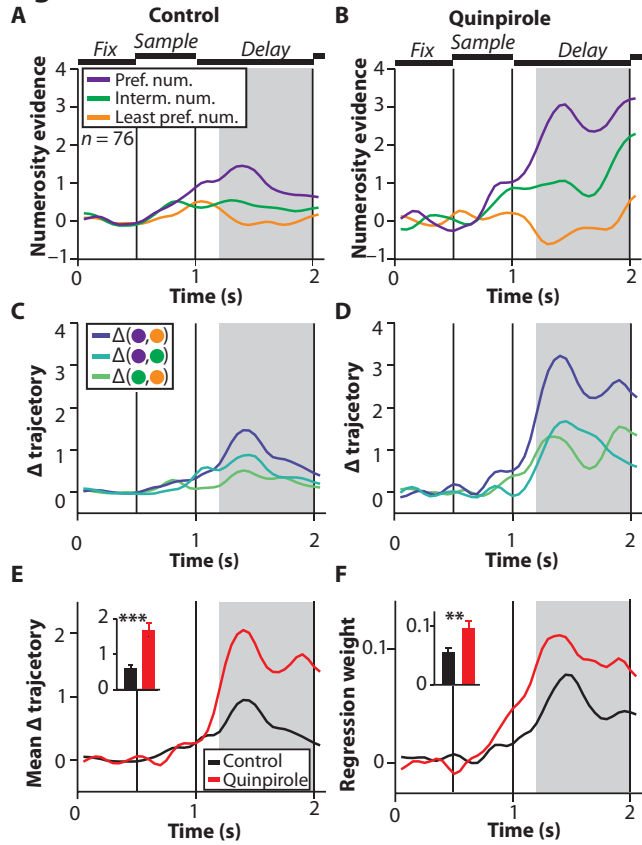 A
Control
B
Quinpirole
Fix
Sample
Delay
Fix
Sample
Delay
Numerosity evidence
4
3
2
1
0
−1
Pref. num.
Interm. num.
Least pref. num.
n = 76
0
1
2
Time (s)
Numerosity evidence
4
3
2
1
0
−1
0
1
2
Time (s)
C
Δ trajcetory
4
3
2
1
0
Δ(●,●)
Δ(●,●)
Δ(●,●)
0
1
2
Time (s)
D
Δ trajcetory
4
3
2
1
0
0
1
2
Time (s)
E
Mean Δ trajcetory
2
1
0
2
1
0
***
Control
Quinpirole
0
1
2
Time (s)
F
Regression weight
0.1
0
0.1
0
**
0
1
2
Time (s)